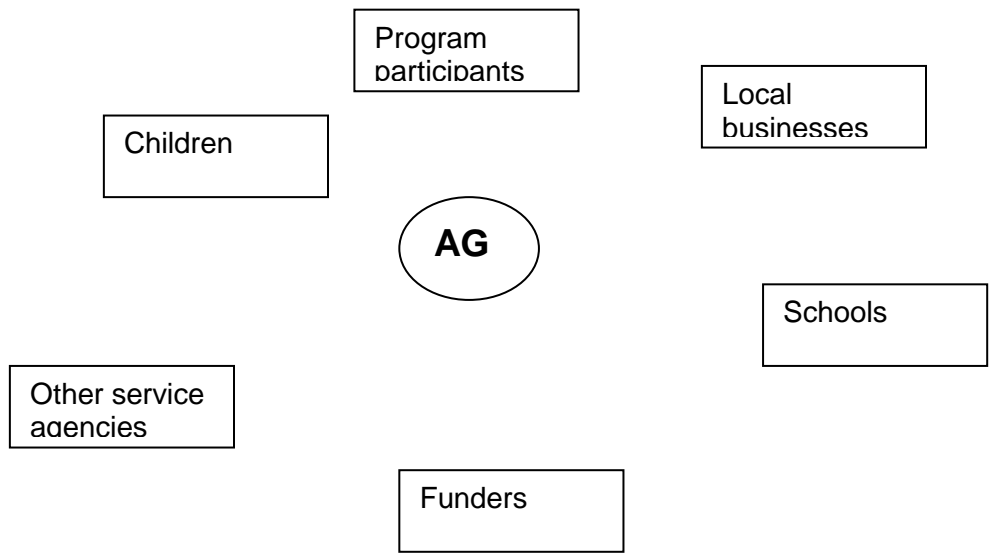 Program
participants
Local
businesses
Children
AG
Schools
Other service
agencies
Funders